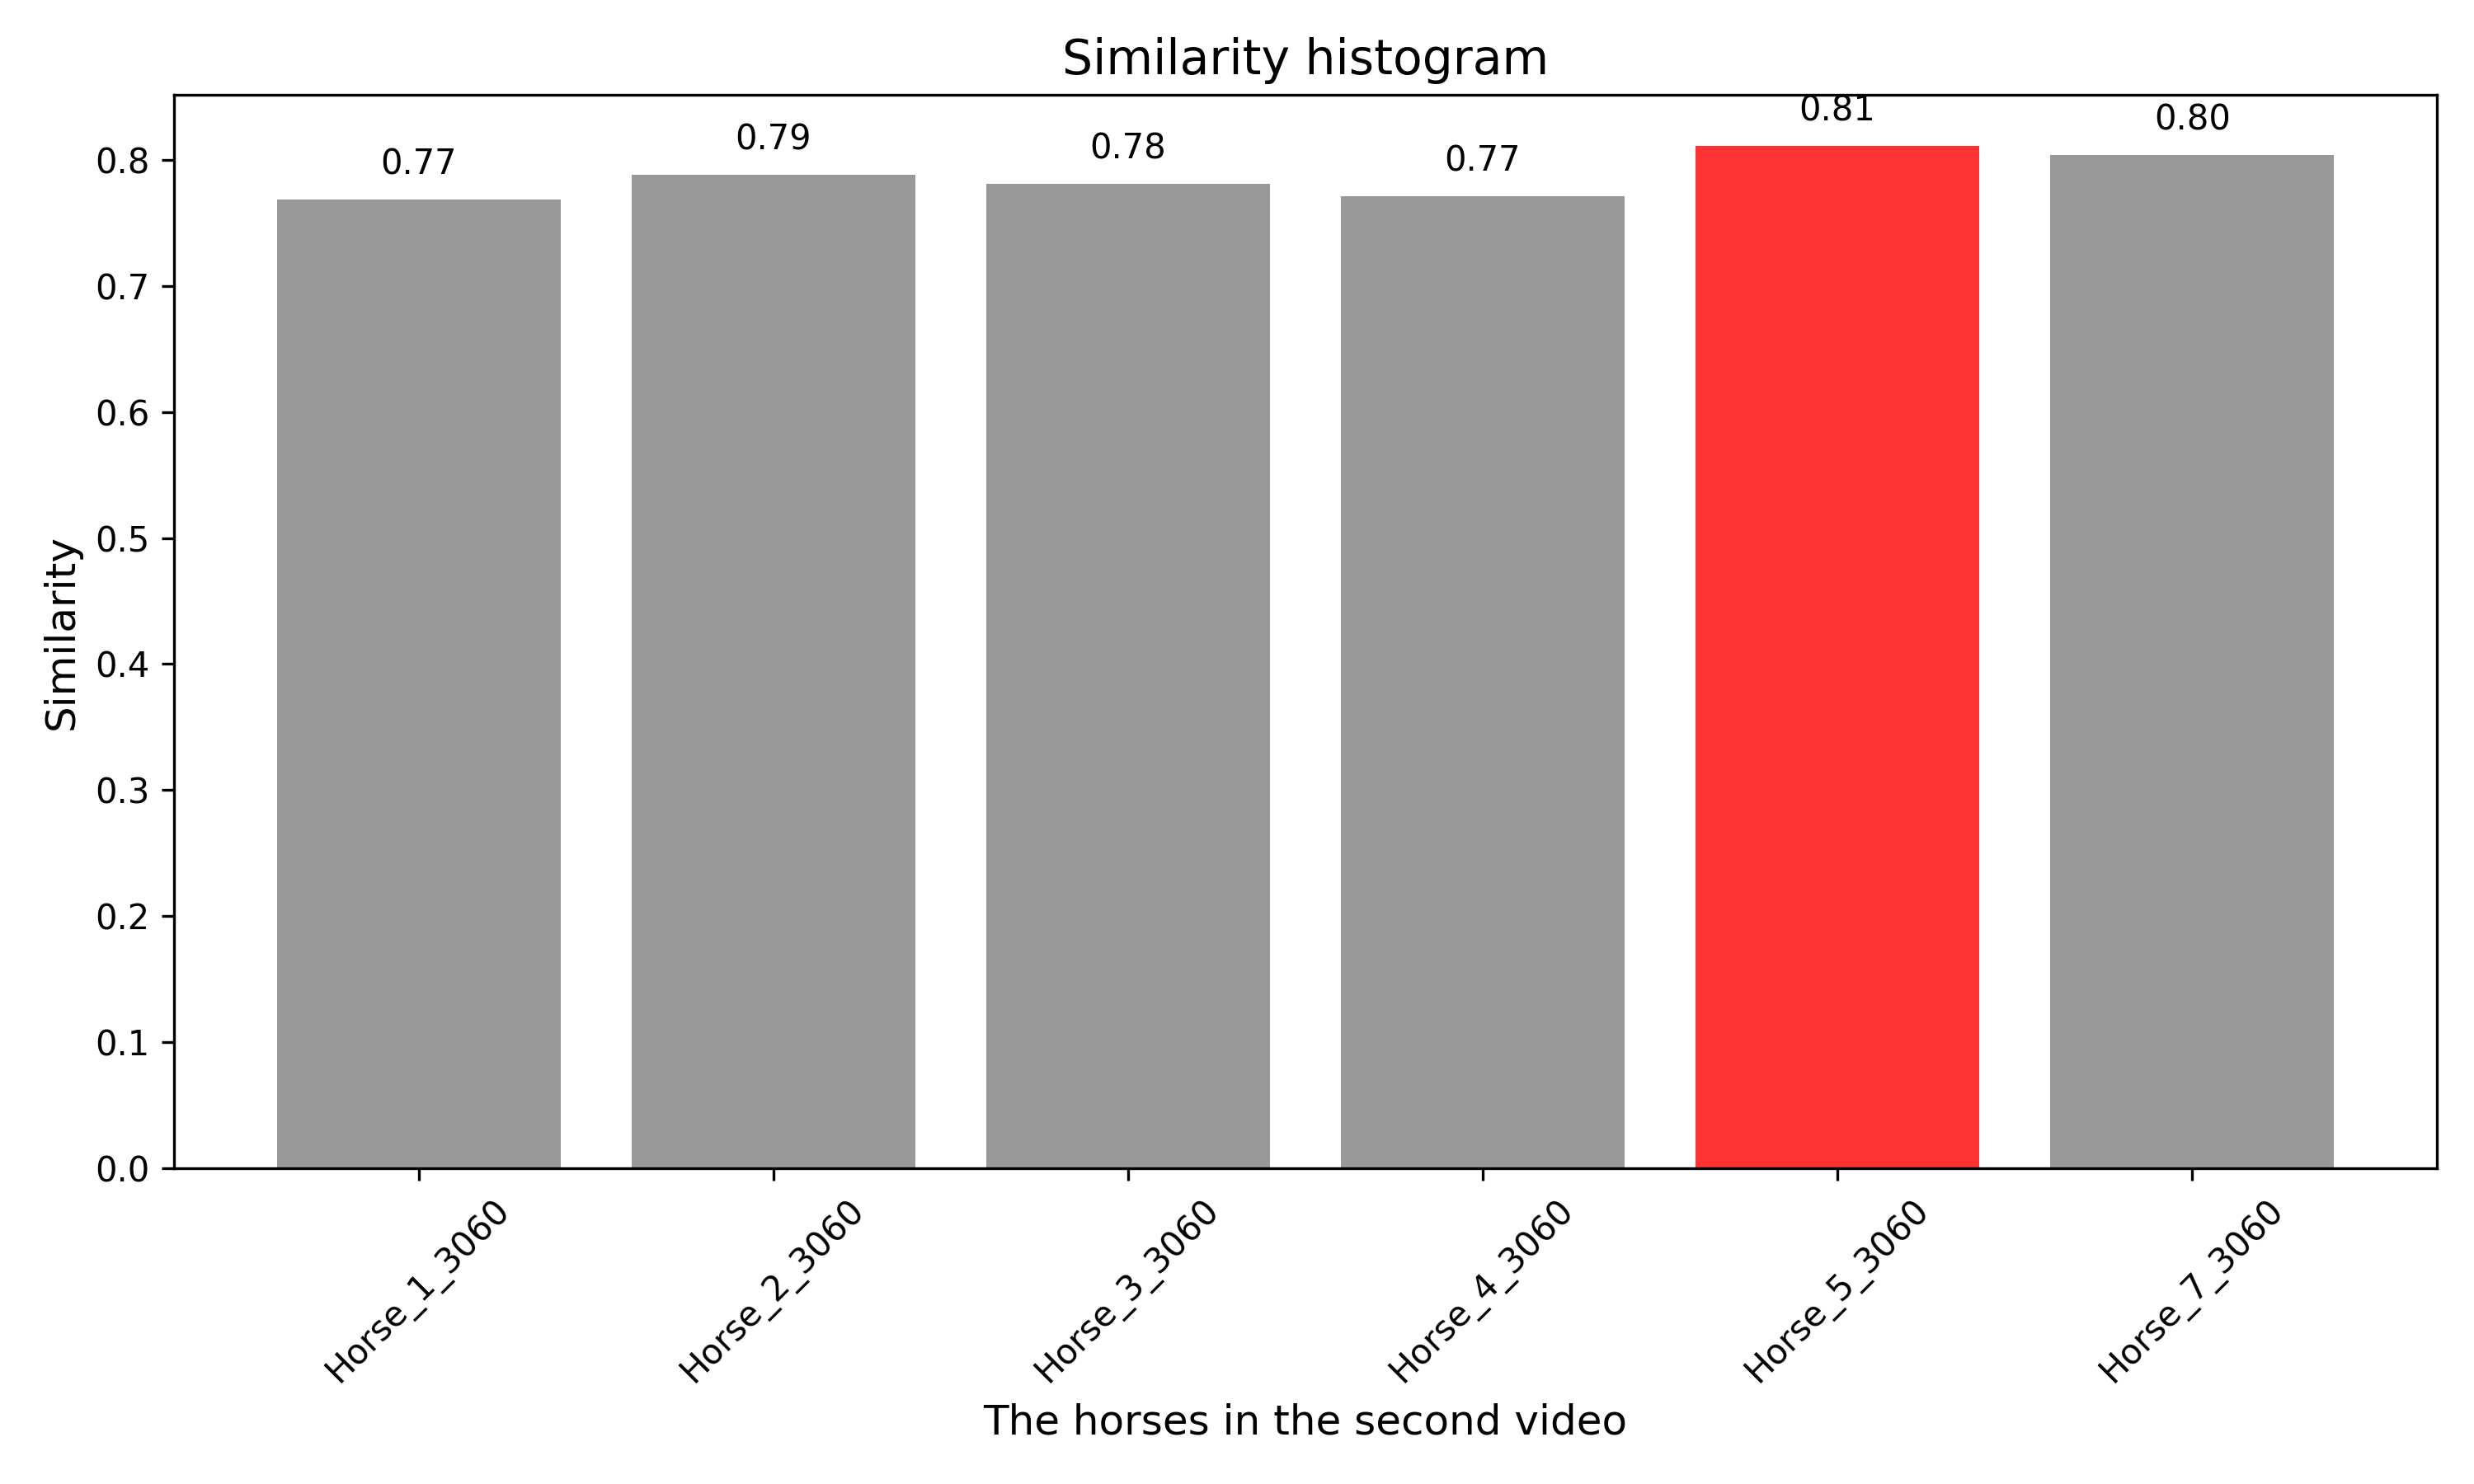 Similarity histogram
0.77
0.79
0.78
0.77
0.81
0.80
Similarity
0.8
0.7
0.6
0.5
0.4
0.3
0.2
0.1
0.0
Horse_1_3060
Horse_2_3060
Horse_3_3060
Horse_4_3060
Horse_5_3060
Horse_7_3060
The horses in the second video